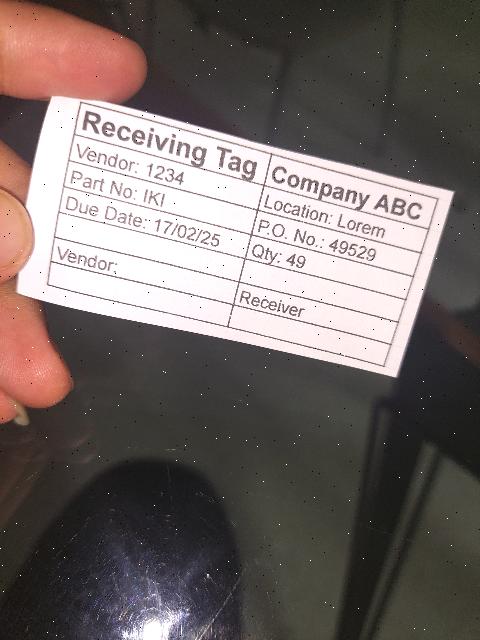 Receiving Tag
Company ABC
Vendor: 1234
Location: Lorem
Part No: IKI
P.O. No.: 49529
Due Date: 17/02/25
Qty: 49
Vendor:
Receiver